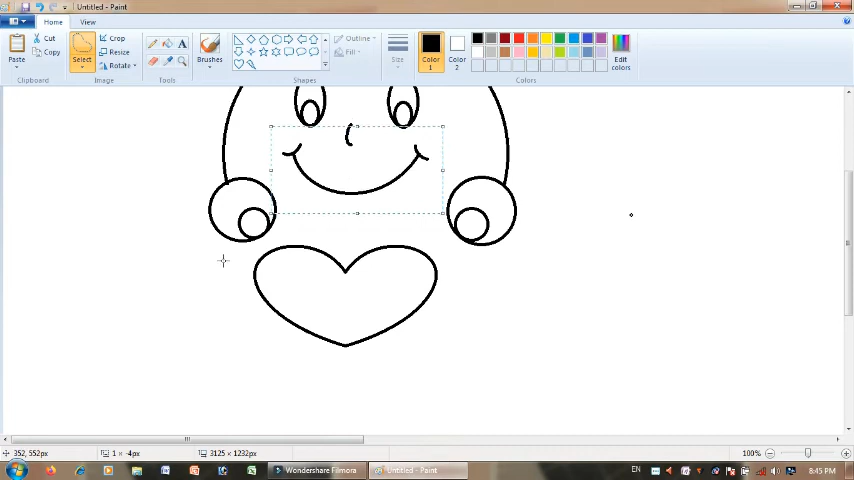 Untitled - Paint
Home View
Paste
Cut
Copy
Clipboard
Select
Crop
Resize
Rotate
Image
A
Tools
Brushes
Outline
Fill
Shapes
Size
Color 1
Color 2
Edit colors
Colors
352, 552px
1 × -4px
3125 × 1232px
100%
Wondershare Filmora
Untitled - Paint
EN
8:45 PM